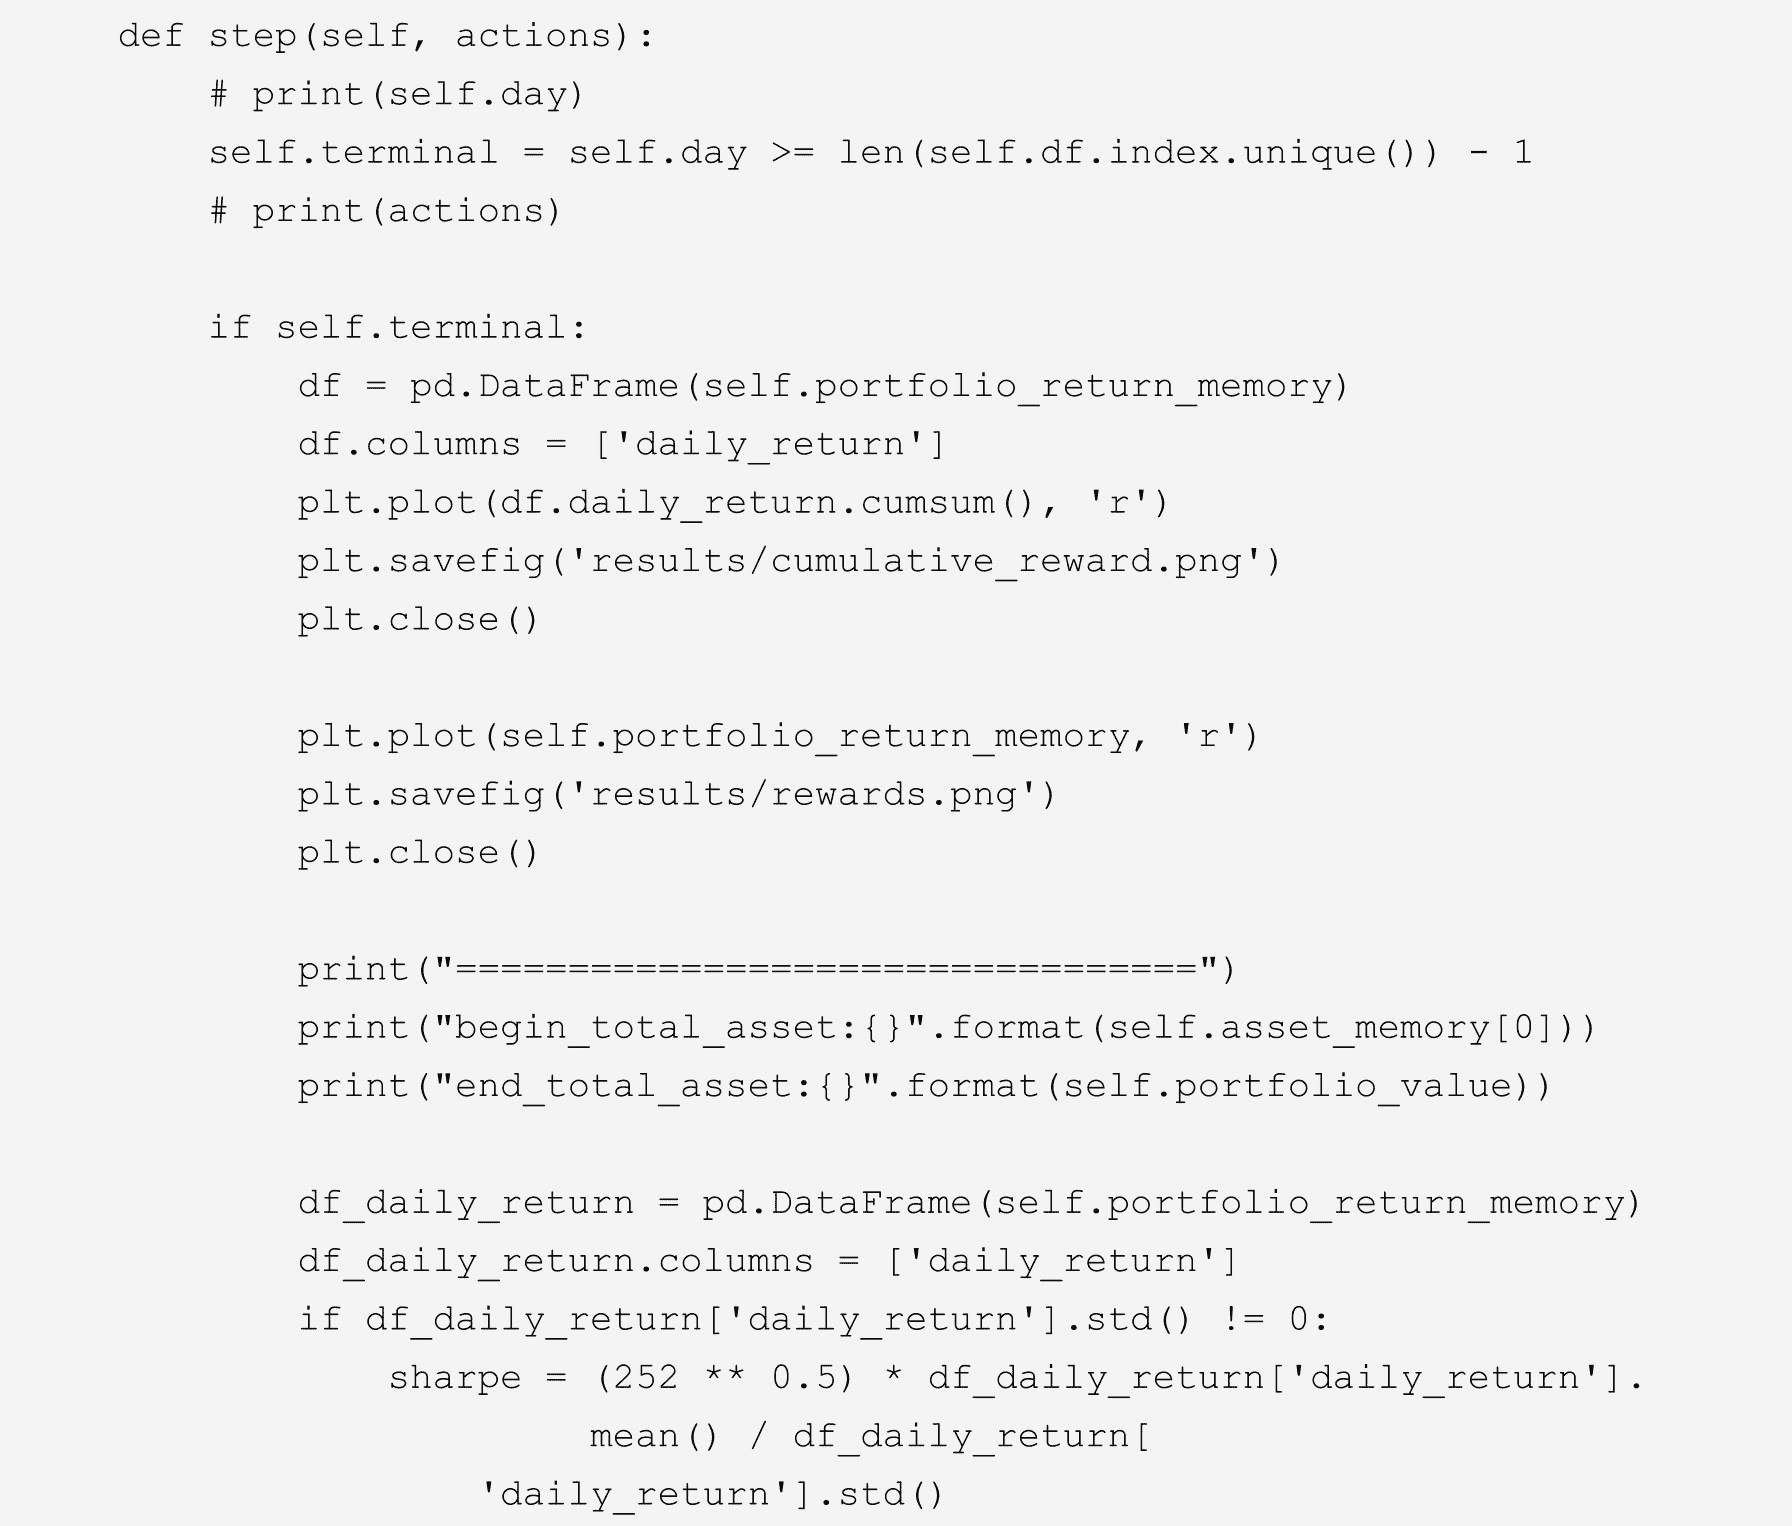 def step(self, actions):
# print(self.day)
self.terminal = self.day >= len(self.df.index.unique()) - 1
# print(actions)
if self.terminal:
df = pd.DataFrame(self.portfolio_return_memory)
df.columns = ['daily_return']
plt.plot(df.daily_return.cumsum(), 'r')
plt.savefig('results/cumulative_reward.png')
plt.close()
plt.plot(self.portfolio_return_memory, 'r')
plt.savefig('results/rewards.png')
plt.close()
print("=================================")
print("begin_total_asset:{}".format(self.asset_memory[0]))
print("end_total_asset:{}".format(self.portfolio_value))
df_daily_return = pd.DataFrame(self.portfolio_return_memory)
df_daily_return.columns = ['daily_return']
if df_daily_return['daily_return'].std() != 0:
sharpe = (252 ** 0.5) * df_daily_return['daily_return'].
mean() / df_daily_return[
'daily_return'].std()